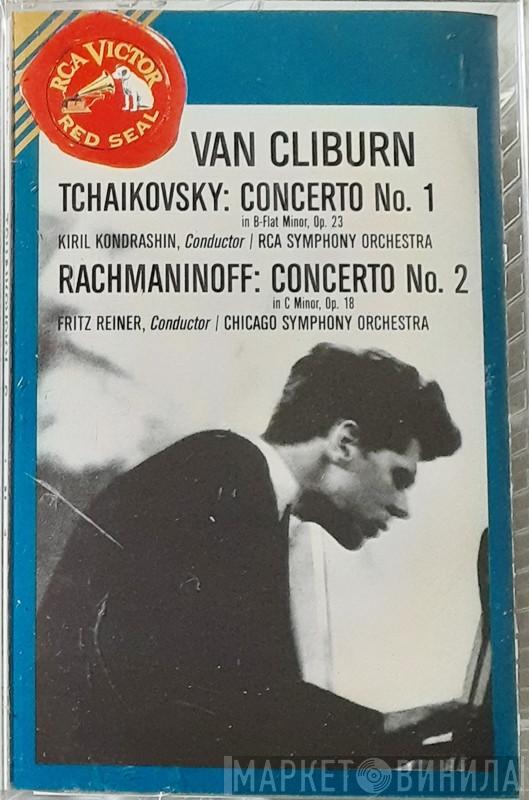 RCA VICTOR
RED SEAL
VAN CLIBURN
TCHAIKOVSKY: CONCERTO No. 1
in B-Flat Minor, Op. 23
KIRIL KONDRASHIN, Conductor / RCA SYMPHONY ORCHESTRA
RACHMANINOFF: CONCERTO No. 2
in C Minor, Op. 18
FRITZ REINER, Conductor / CHICAGO SYMPHONY ORCHESTRA
МАРКЕТ ВИНИЛА